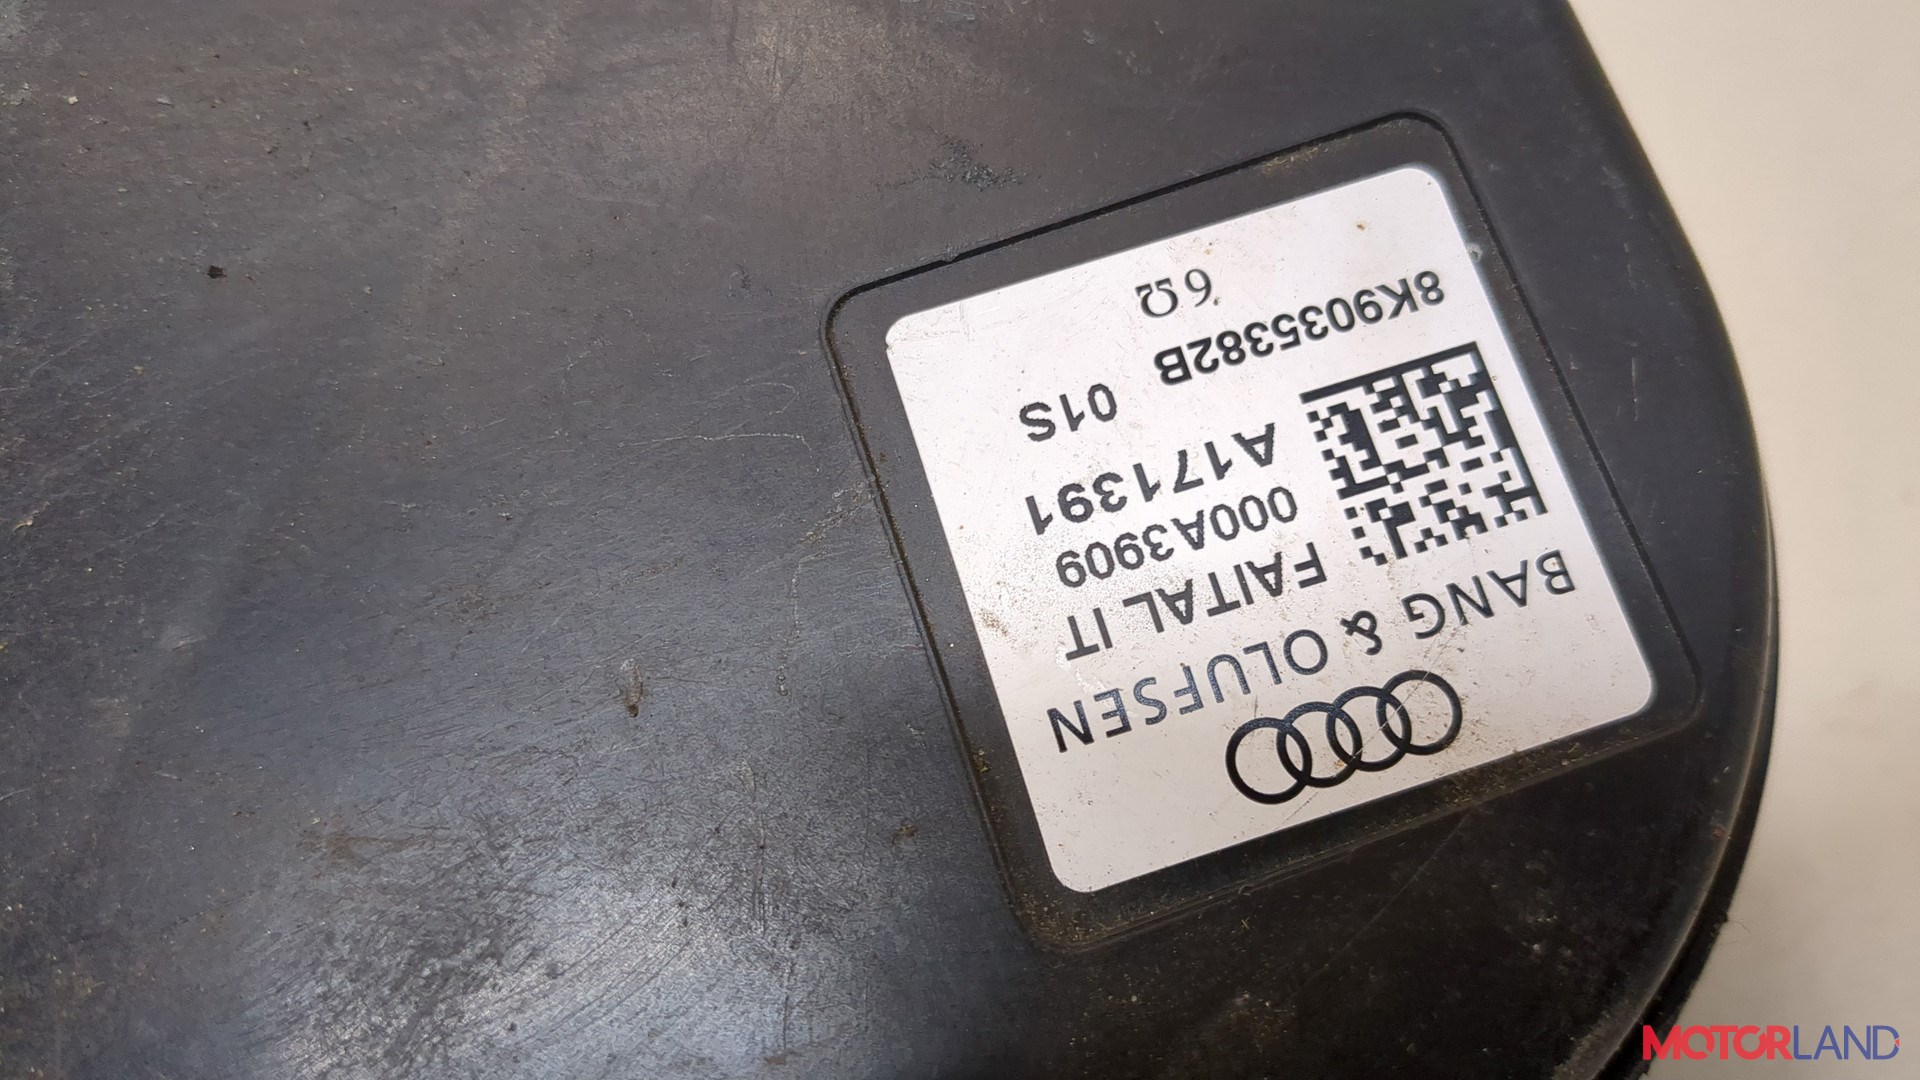 BANG & OLUFSEN
FAITAL IT
000A3909
A171391
8K9035382B 01S
6Ω
MOTORLAND